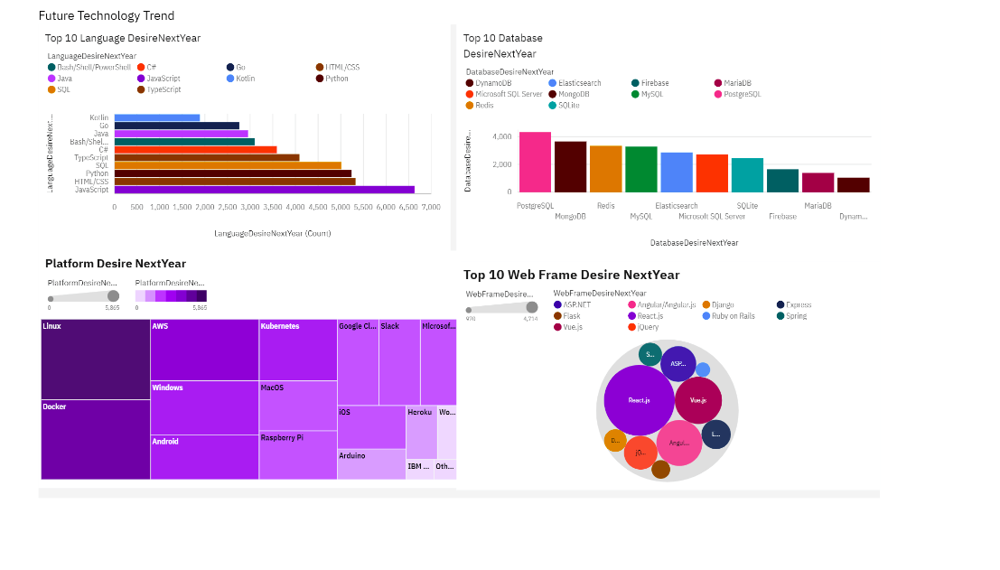 Future Technology Trend
Top 10 Language DesireNextYear
LanguageDesireNextYear
Bash/Shell/PowerShell C# Go HTML/CSS
Java JavaScript Kotlin Python
SQL TypeScript
LanguageDesireNext...
Kotlin
Go
Java
Bash/Shel...
C#
TypeScript
SQL
Python
HTML/CSS
JavaScript
0 500 1,000 1,500 2,000 2,500 3,000 3,500 4,000 4,500 5,000 5,500 6,000 6,500 7,000
LanguageDesireNextYear (Count)
Top 10 Database
DesireNextYear
DatabaseDesireNextYear
DynamoDB Elasticsearch Firebase MariaDB
Microsoft SQL Server MongoDB MySQL PostgreSQL
Redis SQLite
DatabaseDesire...
4,000
2,000
0
PostgreSQL Redis Elasticsearch SQLite MariaDB
MongoDB MySQL Microsoft SQL Server Firebase Dynam...
DatabaseDesireNextYear
Platform Desire NextYear
PlatformDesireNe... PlatformDesireNe...
0 5,865 0 5,865
Linux AWS Kubernetes Google Cl... Slack Microsof...
Windows MacOS
Docker iOS Heroku Wo...
Android Raspberry Pi
Arduino
IBM ... Oth...
Top 10 Web Frame Desire NextYear
WebFrameDesire... WebFrameDesireNextYear
970 4,714
ASP.NET Angular/Angular.js Django Express
Flask React.js Ruby on Rails Spring
Vue.js jQuery
S...
ASP...
React.js
Vue.js
D...
jQ...
Angul...